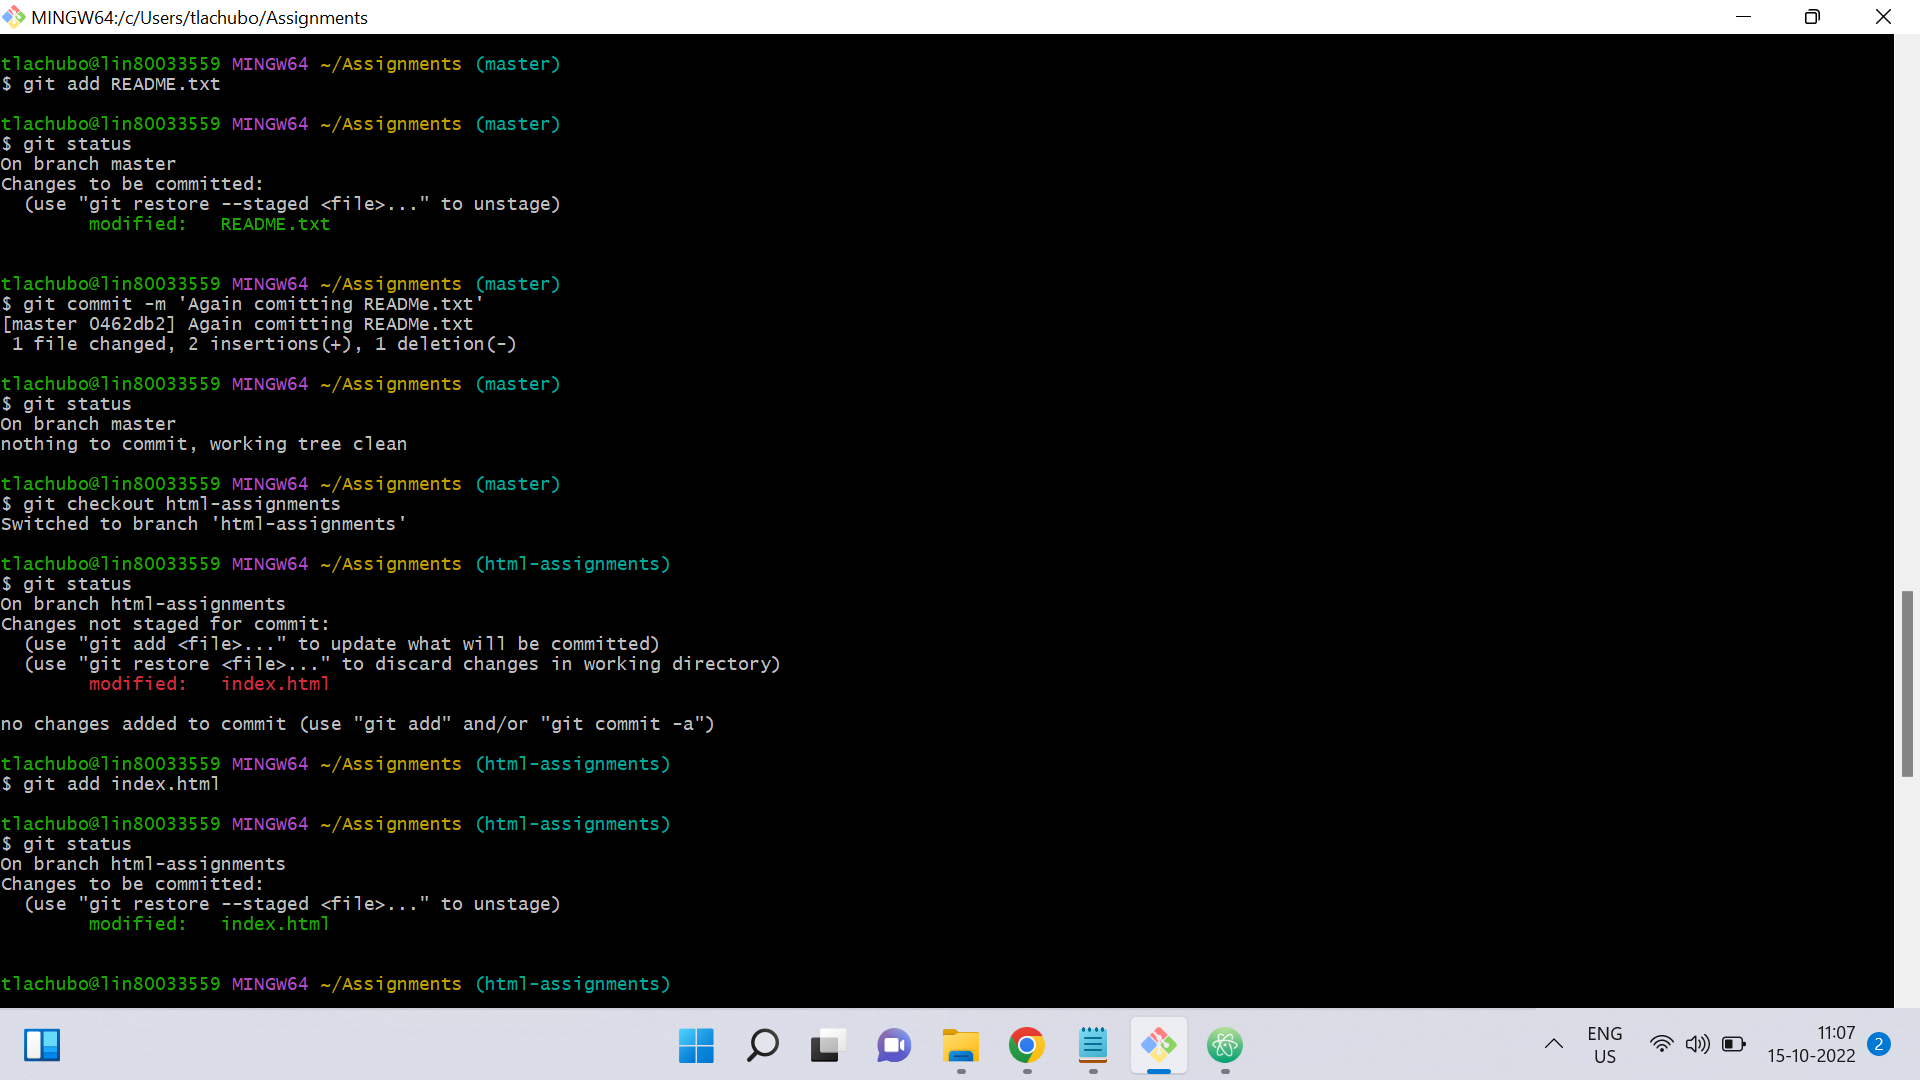 MINGW64:/c/Users/tlachubo/Assignments
tlachubo@lin80033559 MINGW64 ~/Assignments (master)
$ git add README.txt
tlachubo@lin80033559 MINGW64 ~/Assignments (master)
$ git status
On branch master
Changes to be committed:
  (use "git restore --staged <file>..." to unstage)
        modified:   README.txt
tlachubo@lin80033559 MINGW64 ~/Assignments (master)
$ git commit -m 'Again comitting READMe.txt'
[master 0462db2] Again comitting READMe.txt
 1 file changed, 2 insertions(+), 1 deletion(-)
tlachubo@lin80033559 MINGW64 ~/Assignments (master)
$ git status
On branch master
nothing to commit, working tree clean
tlachubo@lin80033559 MINGW64 ~/Assignments (master)
$ git checkout html-assignments
Switched to branch 'html-assignments'
tlachubo@lin80033559 MINGW64 ~/Assignments (html-assignments)
$ git status
On branch html-assignments
Changes not staged for commit:
  (use "git add <file>..." to update what will be committed)
  (use "git restore <file>..." to discard changes in working directory)
        modified:   index.html
no changes added to commit (use "git add" and/or "git commit -a")
tlachubo@lin80033559 MINGW64 ~/Assignments (html-assignments)
$ git add index.html
tlachubo@lin80033559 MINGW64 ~/Assignments (html-assignments)
$ git status
On branch html-assignments
Changes to be committed:
  (use "git restore --staged <file>..." to unstage)
        modified:   index.html
tlachubo@lin80033559 MINGW64 ~/Assignments (html-assignments)
ENG
US
11:07
15-10-2022
2